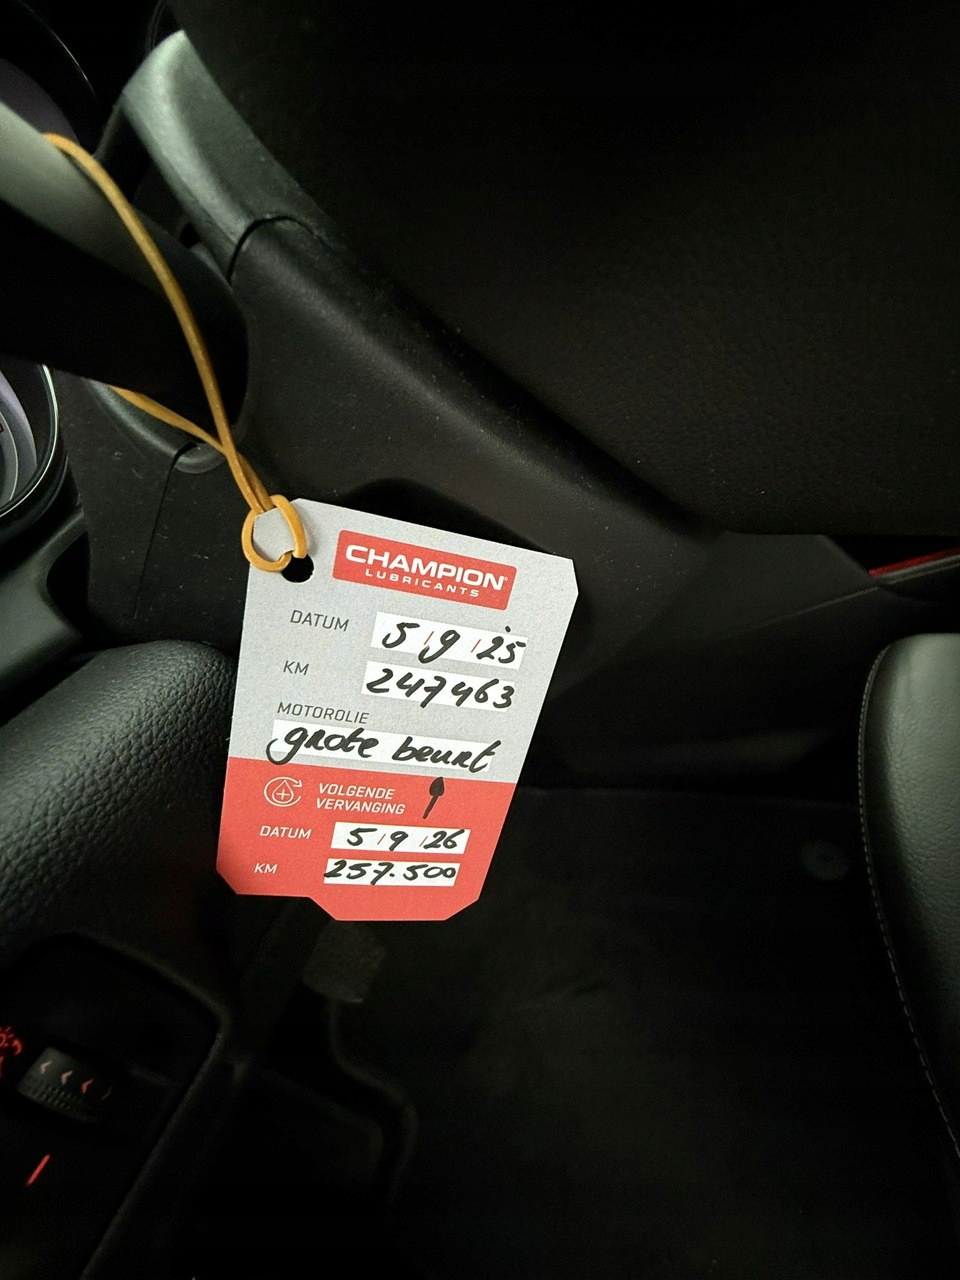 CHAMPION
LUBRICANTS
DATUM 5/9/25
KM 247463
MOTOROLIE
grote beurt
VOLGENDE
VERVANGING
DATUM 5/9/26
KM 257.500